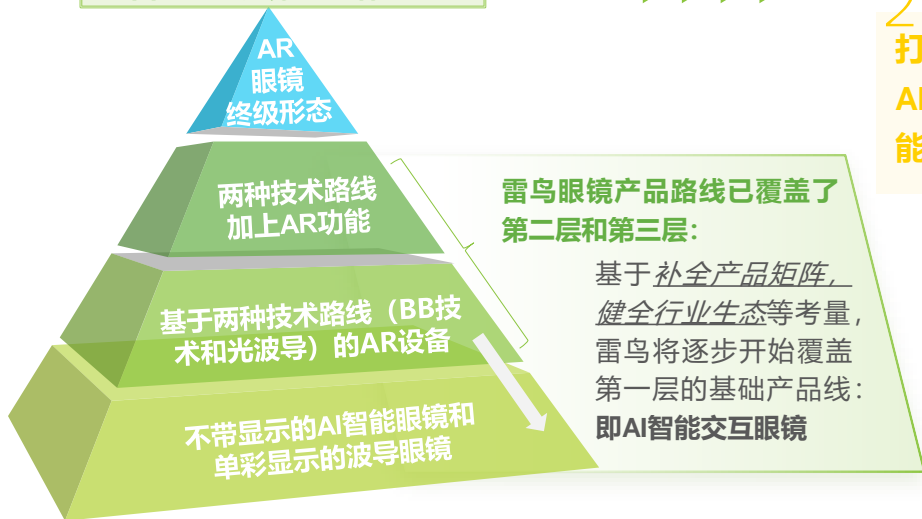 AR
眼镜
终级形态
两种技术路线
加上AR功能
基于两种技术路线（BB技
术和光波导）的AR设备
不带显示的AI智能眼镜和
单彩显示的波导眼镜
雷鸟眼镜产品路线已覆盖了
第二层和第三层：
基于补全产品矩阵，
健全行业生态等考量，
雷鸟将逐步开始覆盖
第一层的基础产品线：
即AI智能交互眼镜
2
打
能